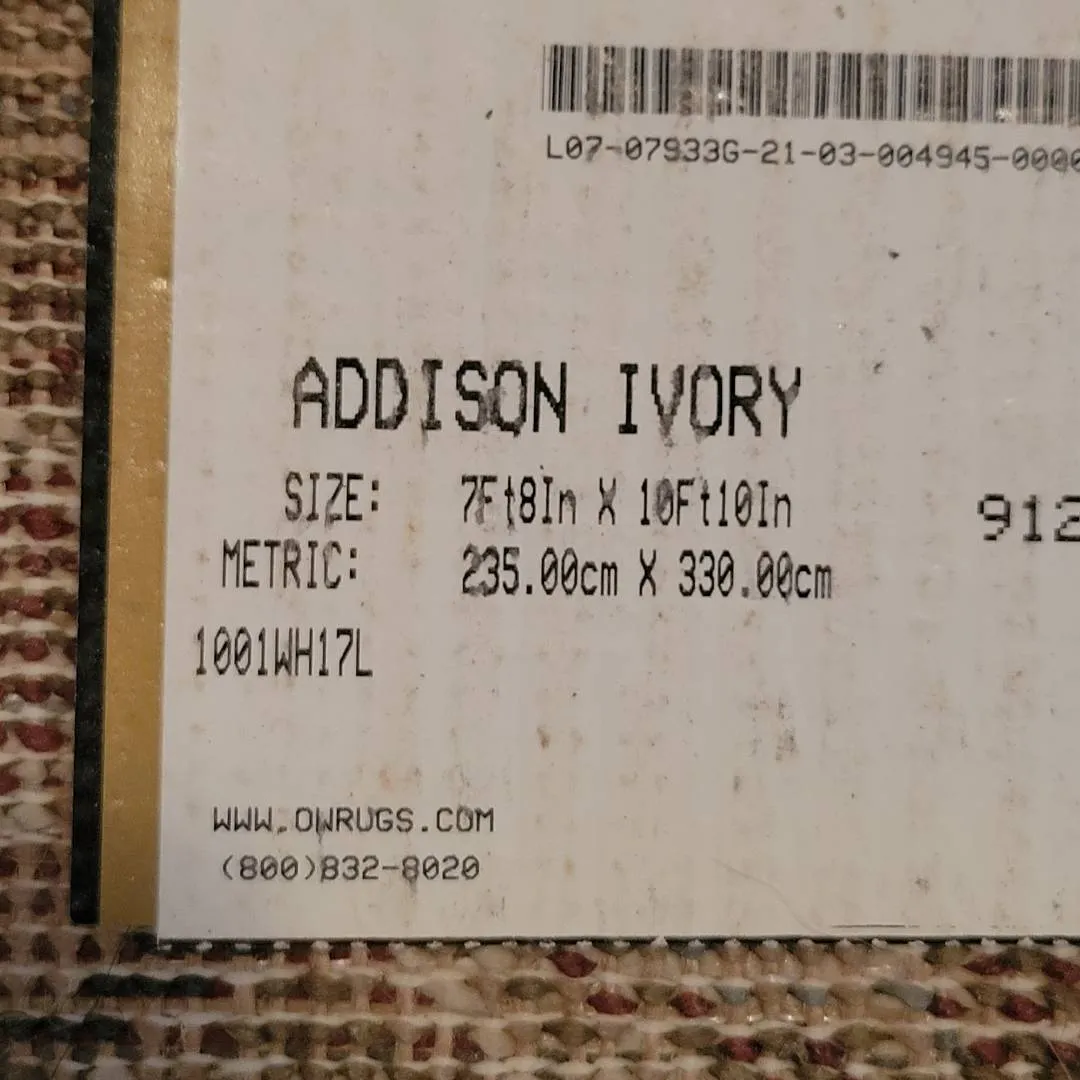 L07-07933G-21-03-004945-0000
ADDISON IVORY
SIZE: 7Ft8In X 10Ft10In
912
METRIC: 235.00cm X 330.00cm
1001WH17L
WWW.OWRUGS.COM
(800)832-8020